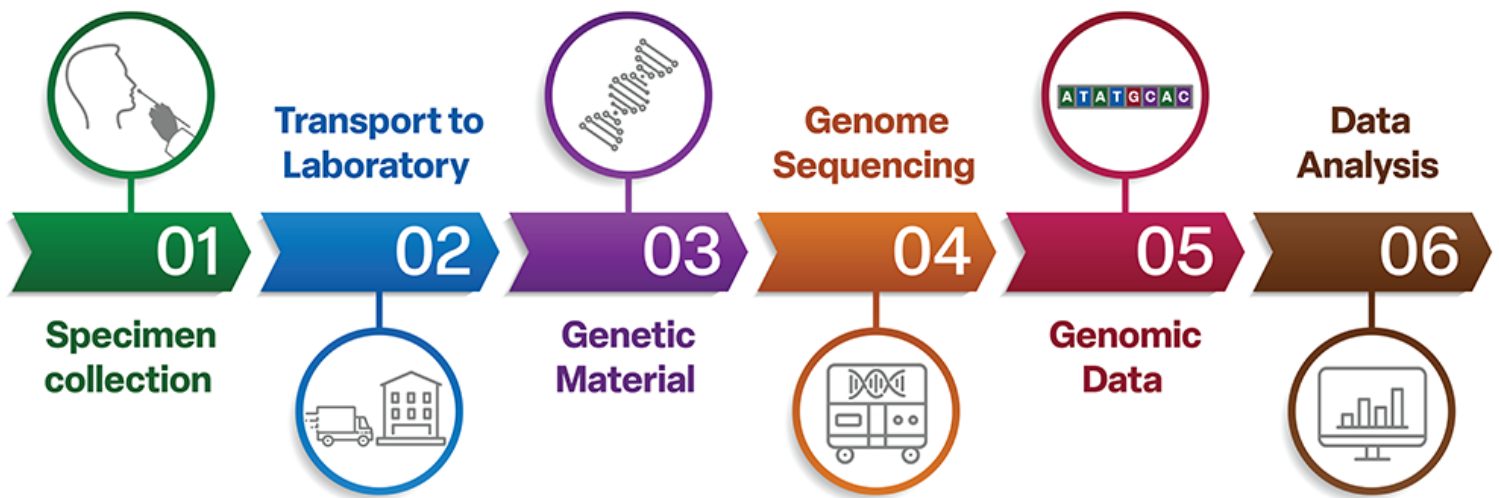 01
Specimen
collection
Transport to
Laboratory
02
03
Genetic
Material
Genome
Sequencing
04
ATATGCAC
05
Genomic
Data
Data
Analysis
06